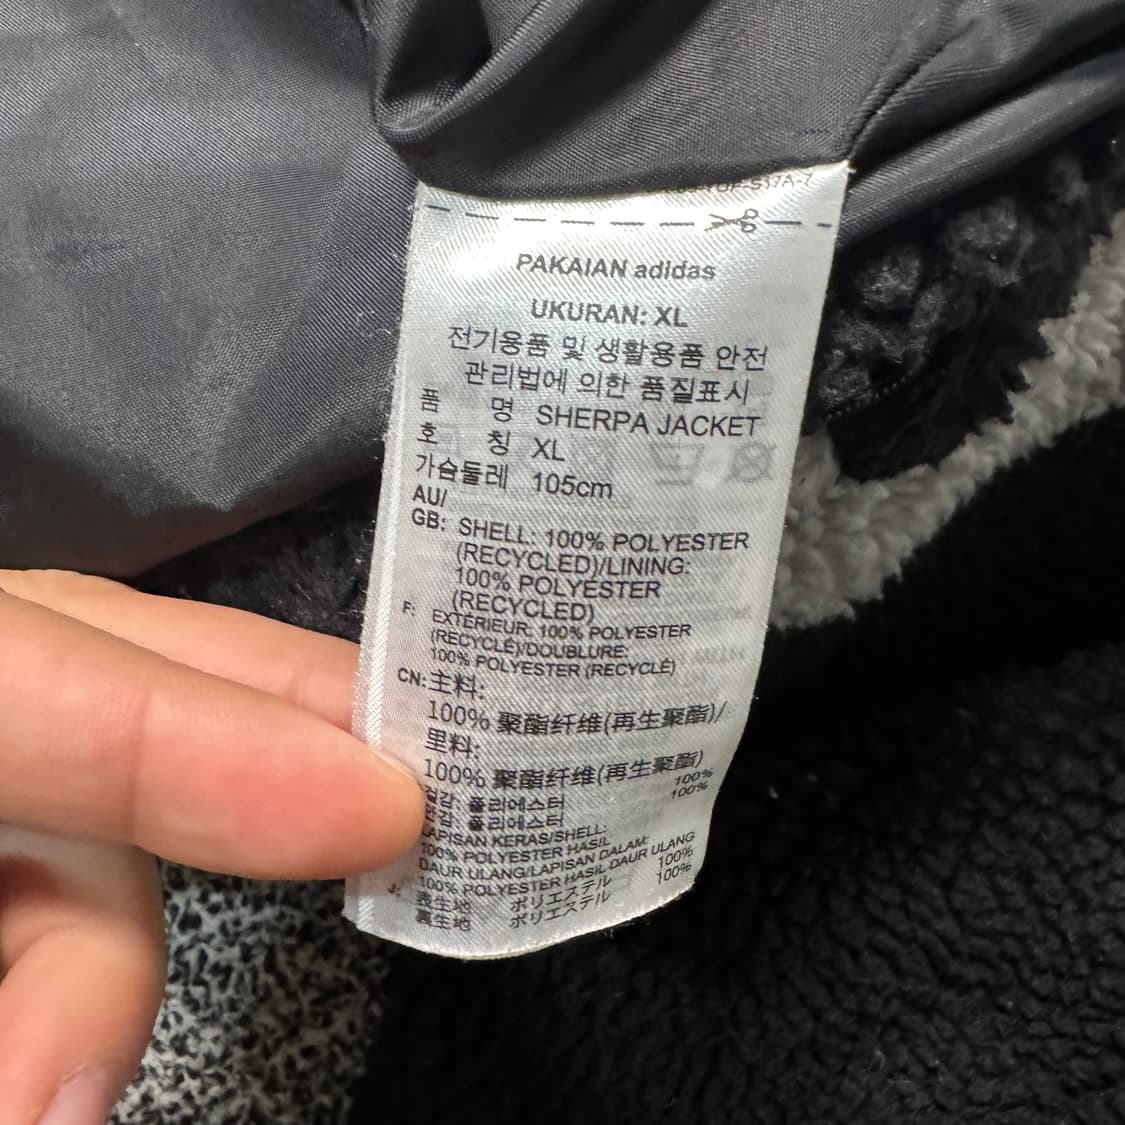 PAKAIAN adidas
UKURAN: XL
전기용품 및 생활용품 안전
관리법에 의한 품질표시
품 명 SHERPA JACKET
호 칭 XL
가슴둘레 105cm
AU/
GB: SHELL: 100% POLYESTER
(RECYCLED)/LINING:
100% POLYESTER
(RECYCLED)
F: EXTÉRIEUR: 100% POLYESTER
(RECYCLÉ)/DOUBLURE:
100% POLYESTER (RECYCLÉ)
CN: 主料:
100% 聚酯纤维(再生聚酯)/
里料:
100% 聚酯纤维(再生聚酯)
겉감: 폴리에스터 100%
안감: 폴리에스터 100%
LAPISAN KERAS/SHELL:
100% POLYESTER HASIL
DAUR ULANG/LAPISAN DALAM:
100% POLYESTER HASIL DAUR ULANG
J: 表生地 ポリエステル 100%
裏生地 ポリエステル 100%